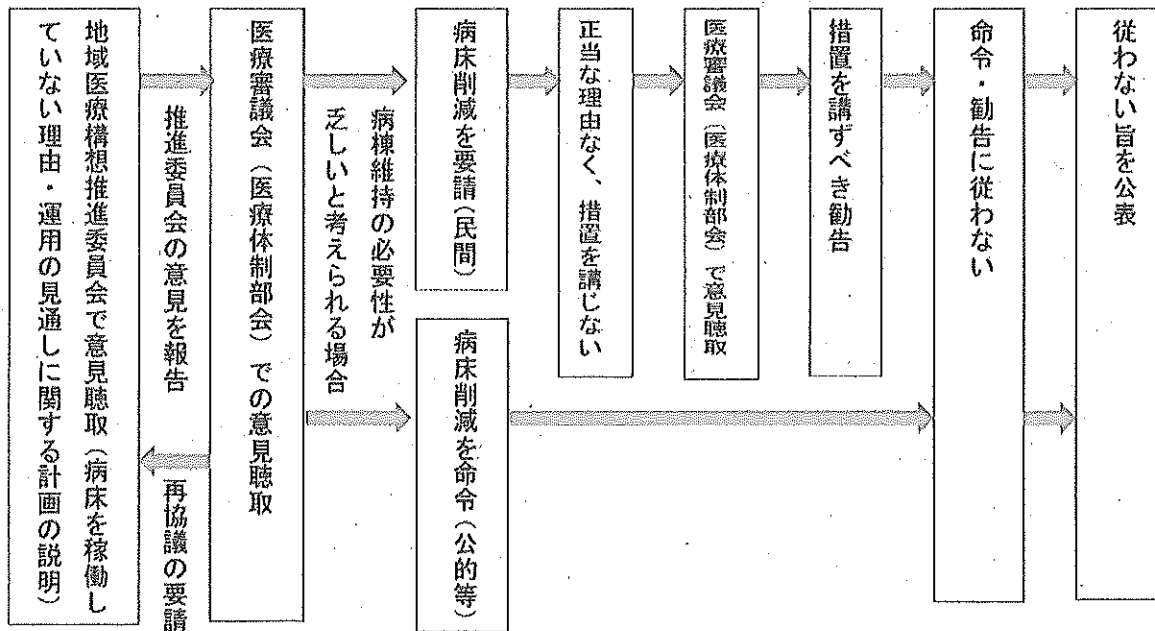 地域医療構想推進委員会で意見聴取（病床を稼働し
ていない理由・運用の見通しに関する計画の説明）
推進委員会の意見を報告
再協議の要請
医療審議会（医療体制部会）での意見聴取
病棟維持の必要性が
乏しいと考えられる場合
病床削減を要請（民間）
病床削減を命令（公的等）
正当な理由なく、措置を講じない
医療審議会（医療体制部会）で意見聴取
措置を講ずべき勧告
命令・勧告に従わない
従わない旨を公表